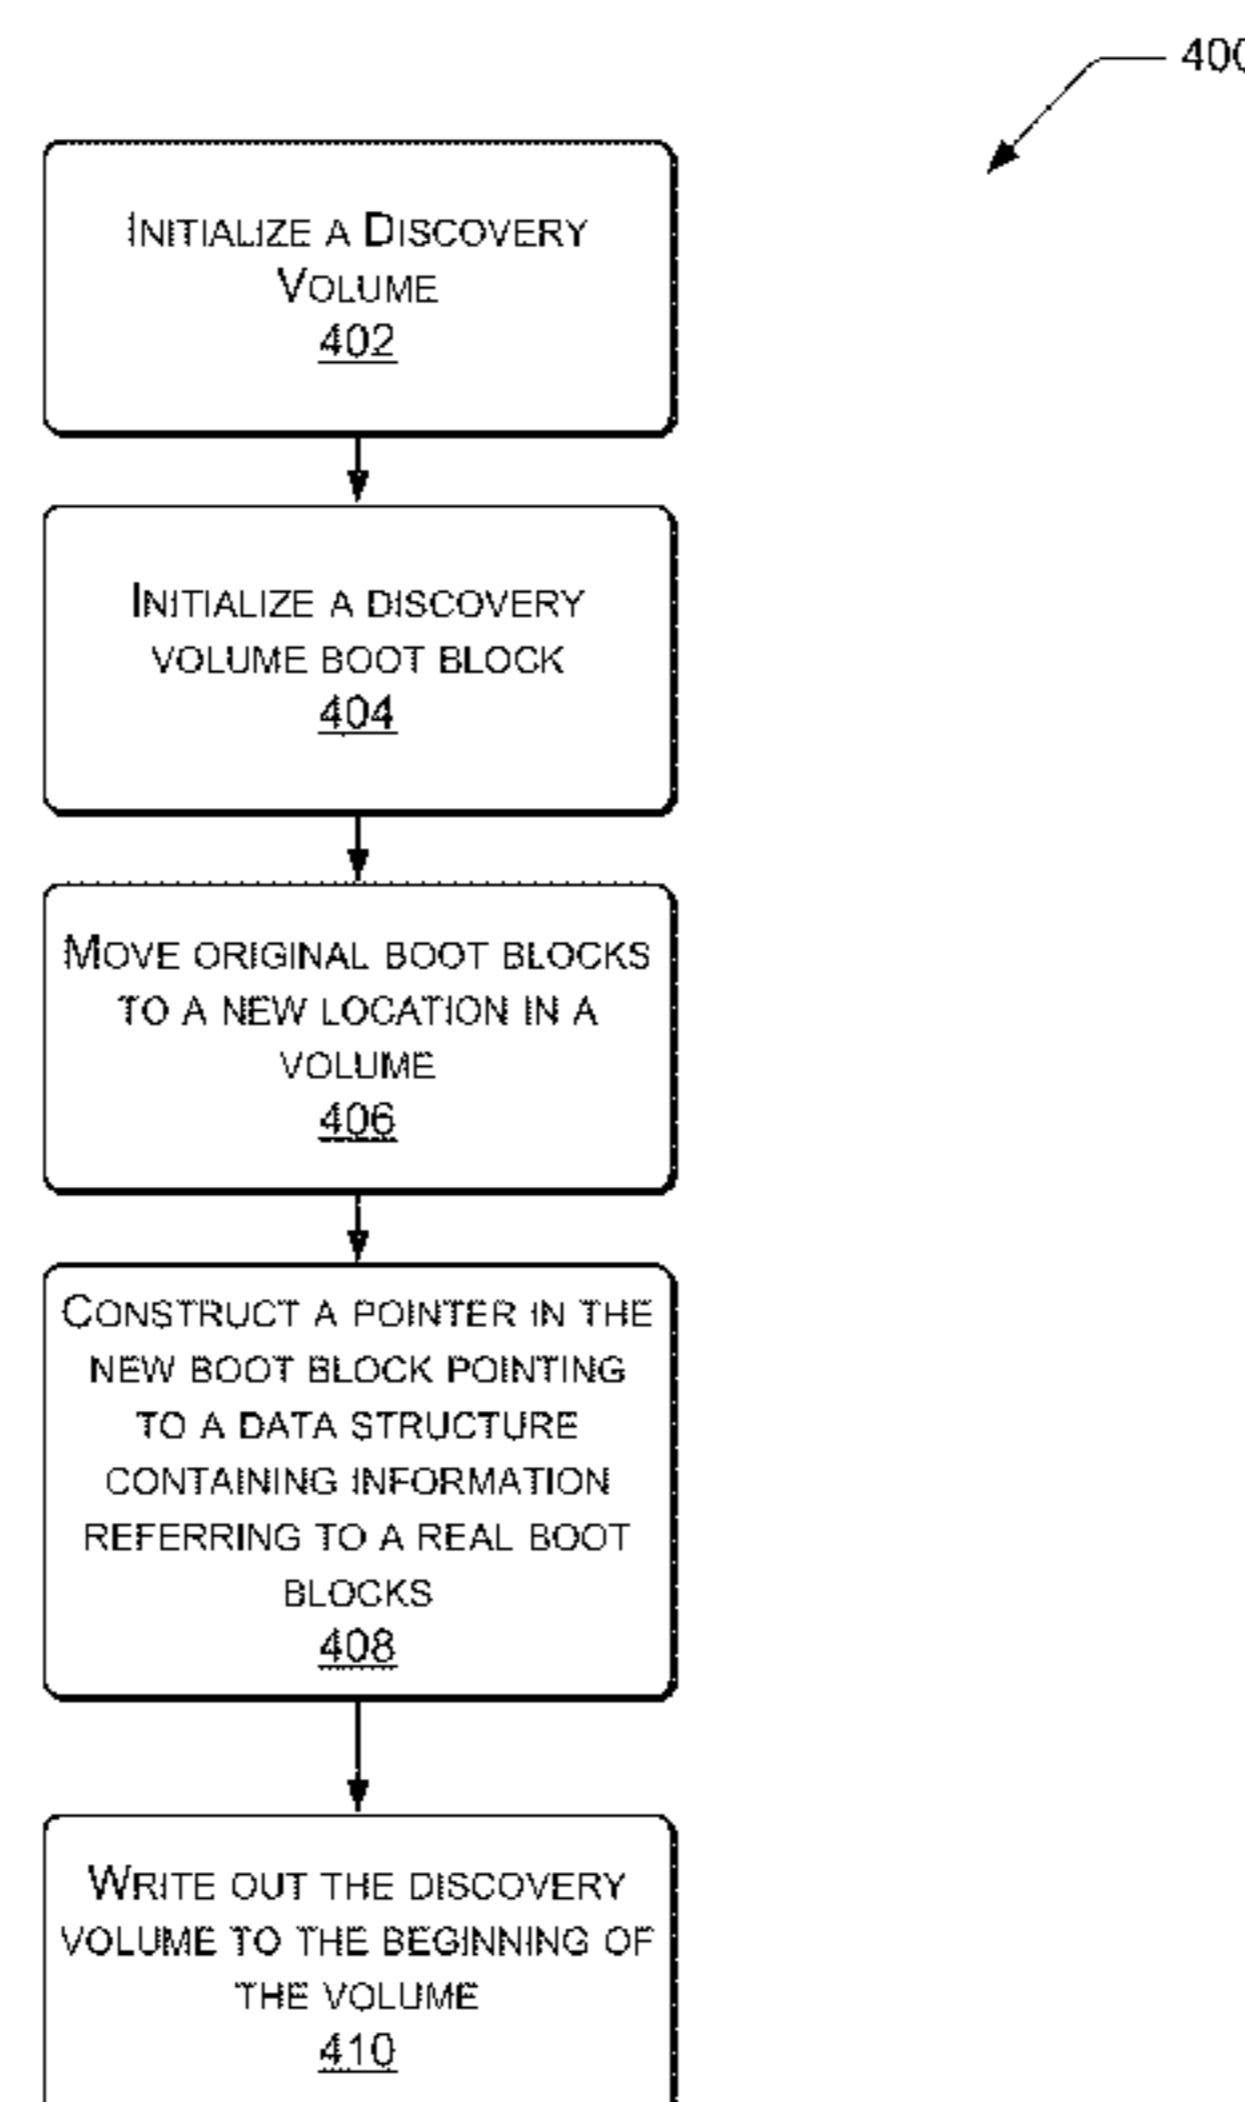 400
INITIALIZE A DISCOVERY
VOLUME
402
INITIALIZE A DISCOVERY
VOLUME BOOT BLOCK
404
MOVE ORIGINAL BOOT BLOCKS
TO A NEW LOCATION IN A
VOLUME
406
CONSTRUCT A POINTER IN THE
NEW BOOT BLOCK POINTING
TO A DATA STRUCTURE
CONTAINING INFORMATION
REFERRING TO A REAL BOOT
BLOCKS
408
WRITE OUT THE DISCOVERY
VOLUME TO THE BEGINNING OF
THE VOLUME
410